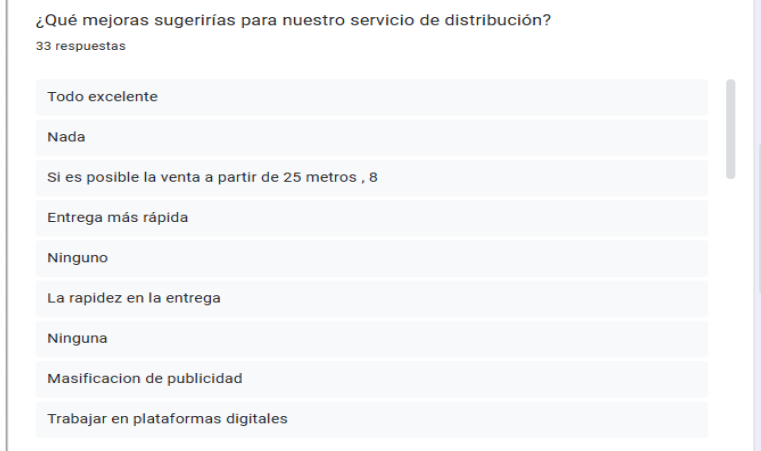 ¿Qué mejoras sugerirías para nuestro servicio de distribución?
33 respuestas
Todo excelente
Nada
Si es posible la venta a partir de 25 metros , 8
Entrega más rápida
Ninguno
La rapidez en la entrega
Ninguna
Masificacion de publicidad
Trabajar en plataformas digitales